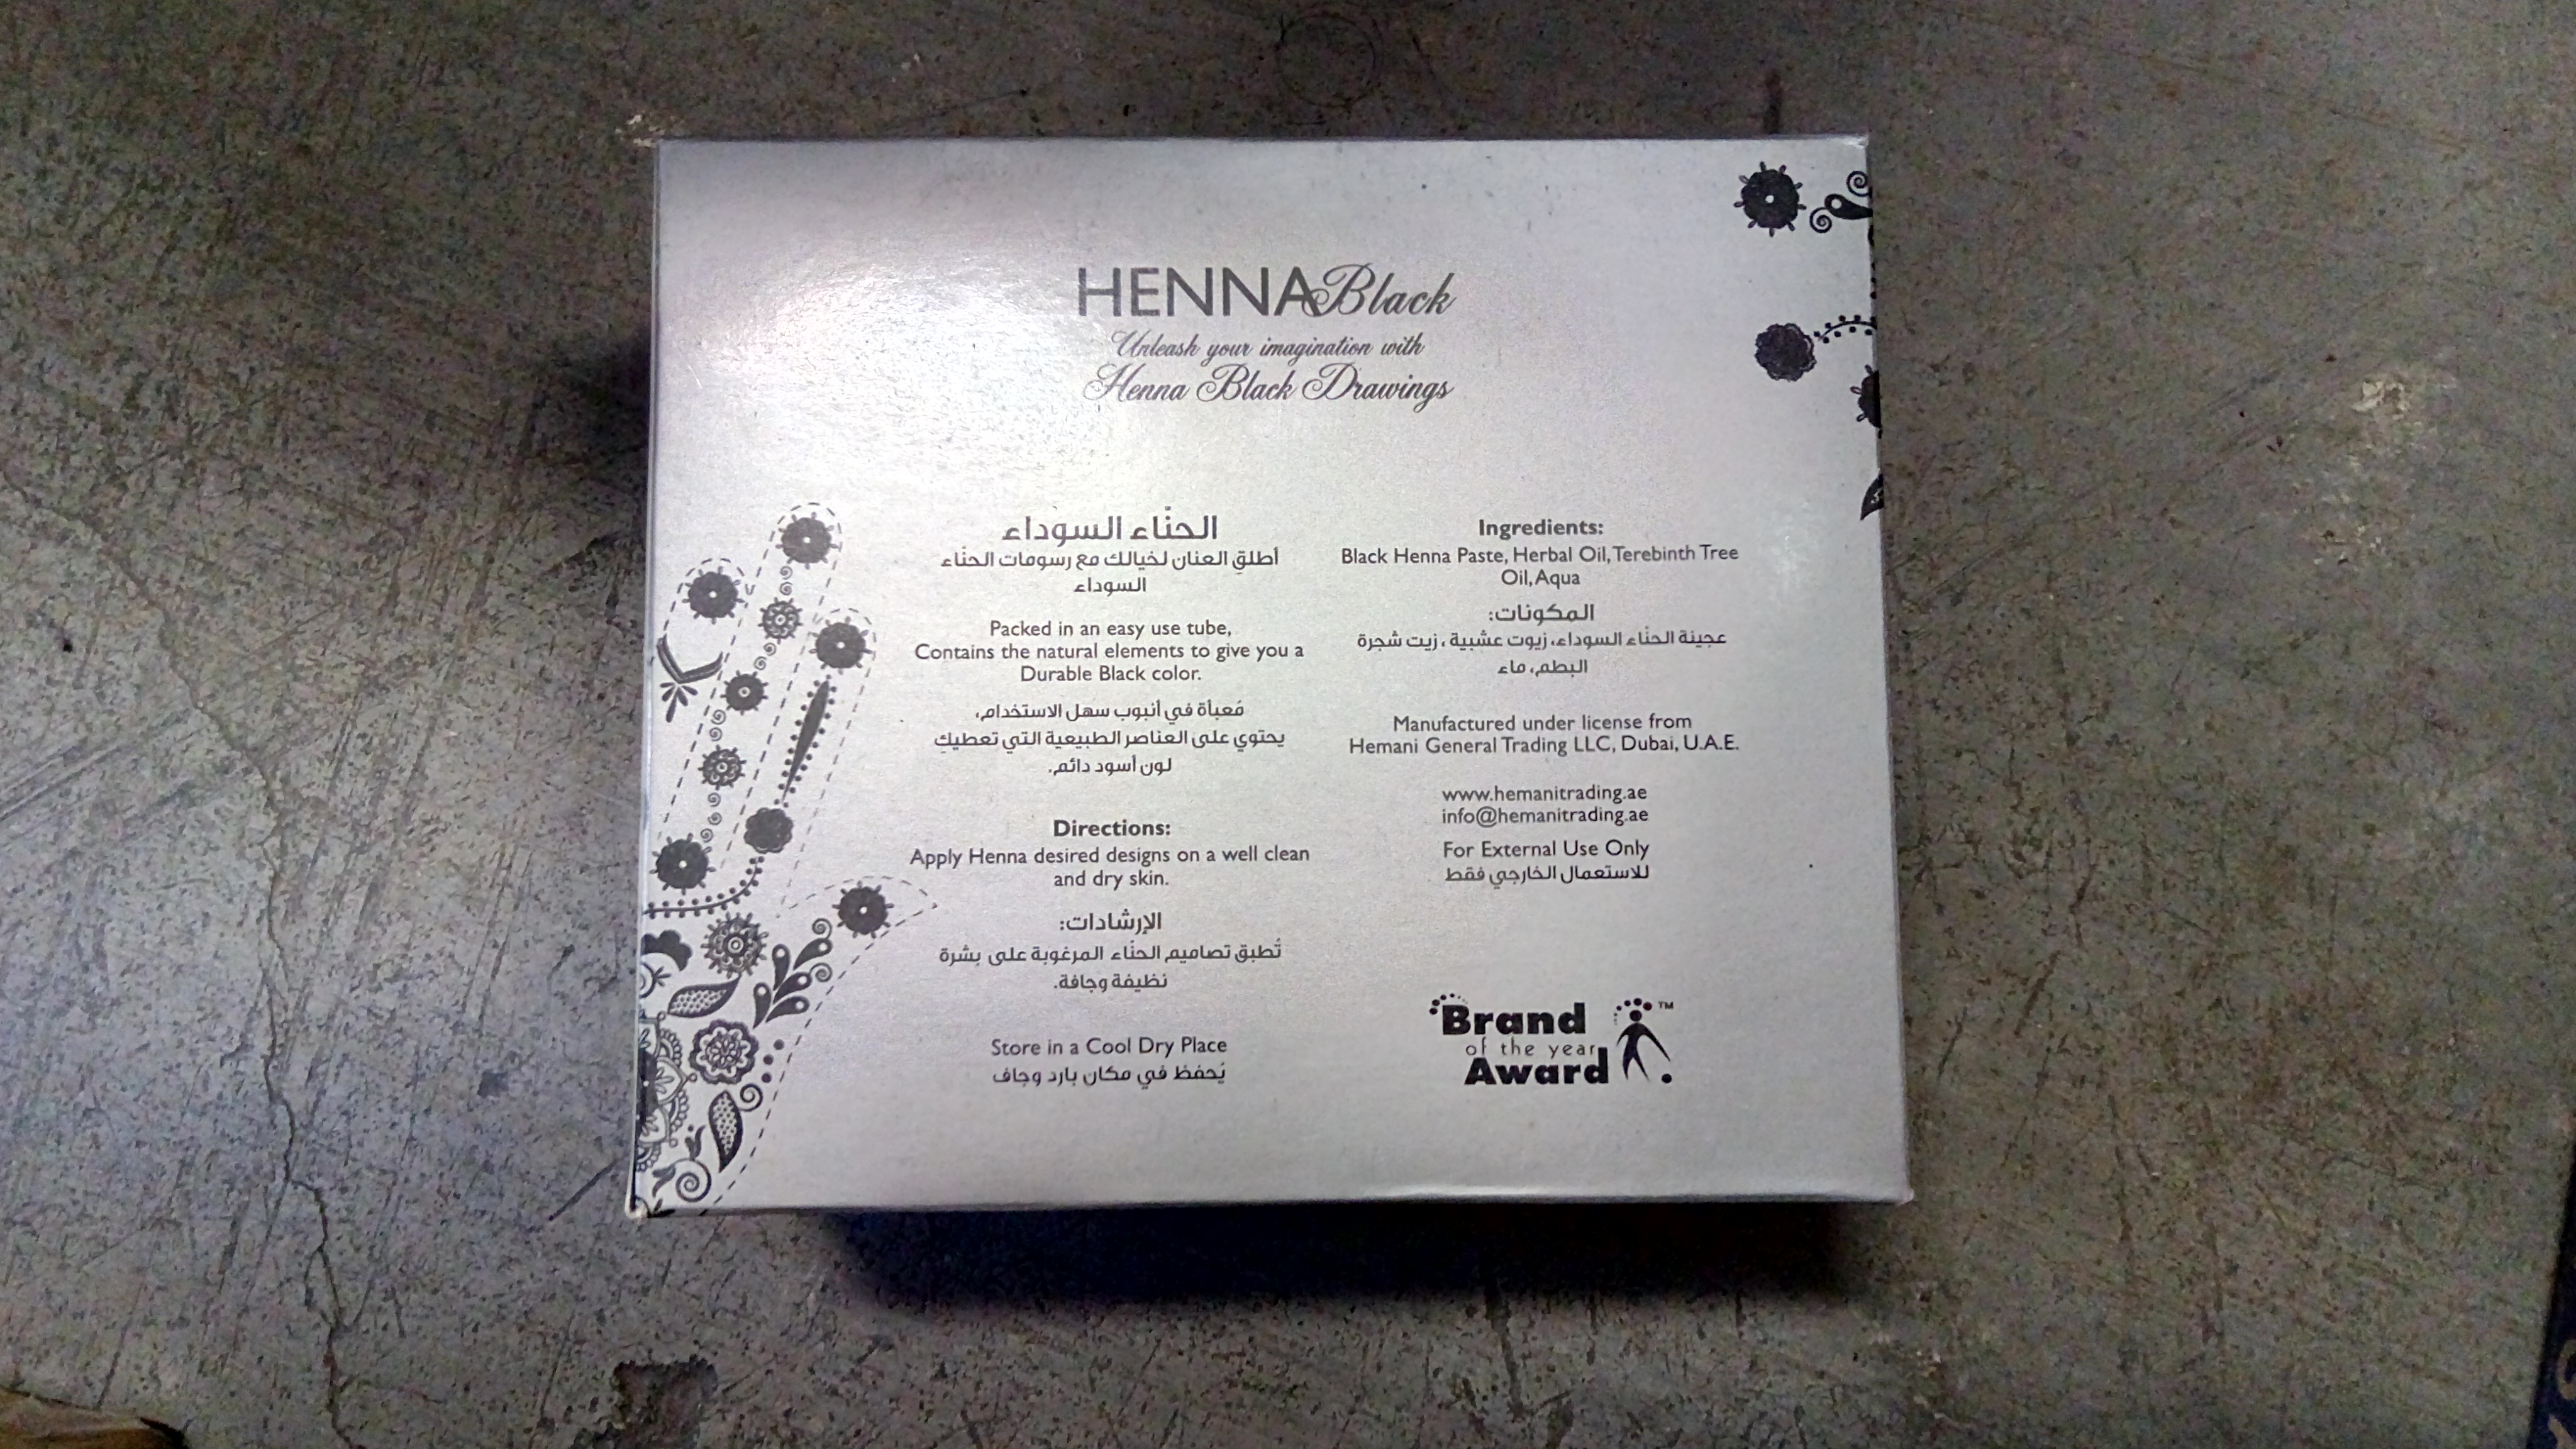 HENNA Black
Unleash your imagination with
Henna Black Drawings
الحنّاء السوداء
أطلقِ العنان لخيالك مع رسومات الحنّاء
السوداء
Packed in an easy use tube,
Contains the natural elements to give you a
Durable Black color.
مُعبأة في أنبوب سهل الاستخدام،
يحتوي على العناصر الطبيعية التي تعطيكِ
لون أسود دائم.
Directions:
Apply Henna desired designs on a well clean
and dry skin.
الإرشادات:
تُطبق تصاميم الحنّاء المرغوبة على بشرة
نظيفة وجافة.
Store in a Cool Dry Place
يُحفظ في مكان بارد وجاف
Ingredients:
Black Henna Paste, Herbal Oil, Terebinth Tree
Oil, Aqua
المكونات:
عجينة الحنّاء السوداء، زيوت عشبية ، زيت شجرة
البطم، ماء
Manufactured under license from
Hemani General Trading LLC, Dubai, U.A.E.
www.hemanitrading.ae
info@hemanitrading.ae
For External Use Only
للاستعمال الخارجي فقط
Brand
of the year
Award
TM